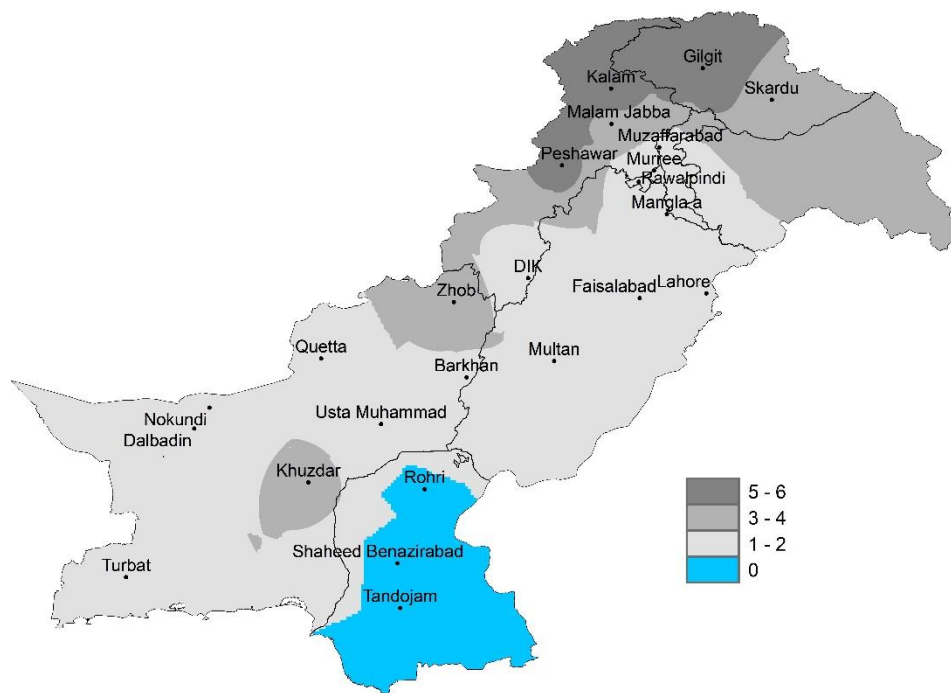 Gilgit
Kalam
Skardu
Malam Jabba
Muzaffarabad
Peshawar
Murree
Rawalpindi
Mangla a
DIK
Zhob
Faisalabad
Lahore
Quetta
Multan
Barkhan
Nokundi
Usta Muhammad
Dalbadin
Khuzdar
Rohri
5 - 6
3 - 4
1 - 2
0
Shaheed Benazirabad
Turbat
Tandojam